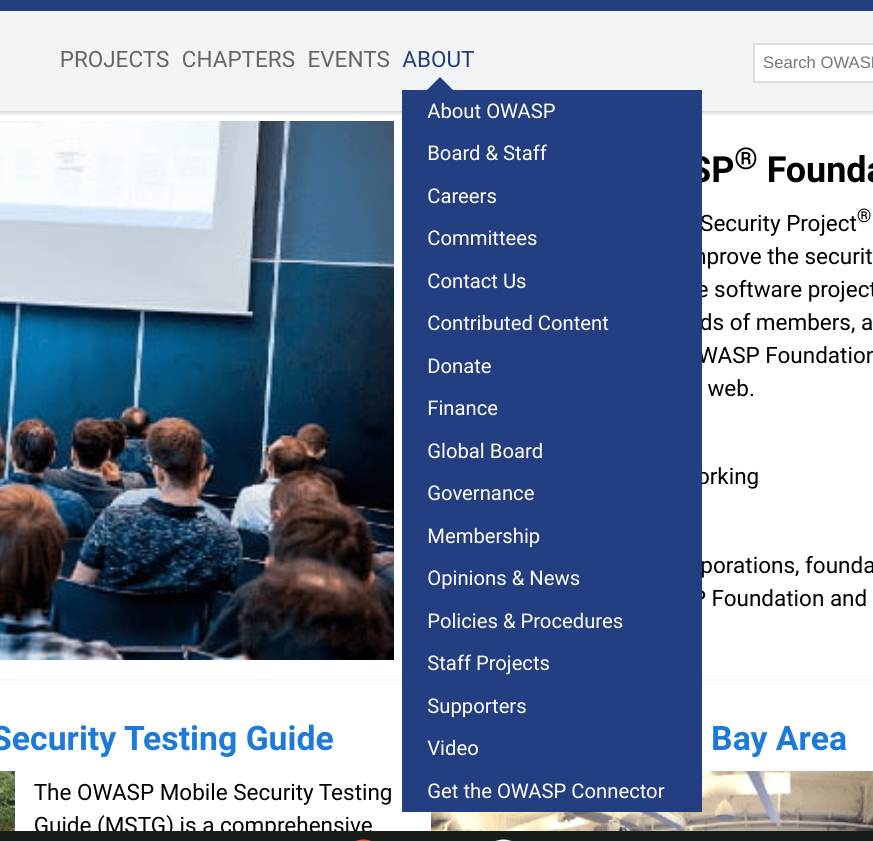 PROJECTS CHAPTERS EVENTS ABOUT
Search OWAS
About OWASP
Board & Staff
Careers
Committees
Contact Us
Contributed Content
Donate
Finance
Global Board
Governance
Membership
Opinions & News
Policies & Procedures
Staff Projects
Supporters
Video
Get the OWASP Connector
SP® Founda
Security Project®
mprove the securit
e software project
ds of members, a
WASP Foundation
web.
orking
porations, founda
P Foundation and
Security Testing Guide
The OWASP Mobile Security Testing
Guide (MSTG) is a comprehensive
Bay Area